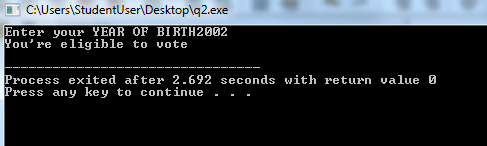 C:\Users\StudentUser\Desktop\q2.exe
Enter your YEAR OF BIRTH2002
You're eligible to vote
--------------------------------
Process exited after 2.692 seconds with return value 0
Press any key to continue . . .